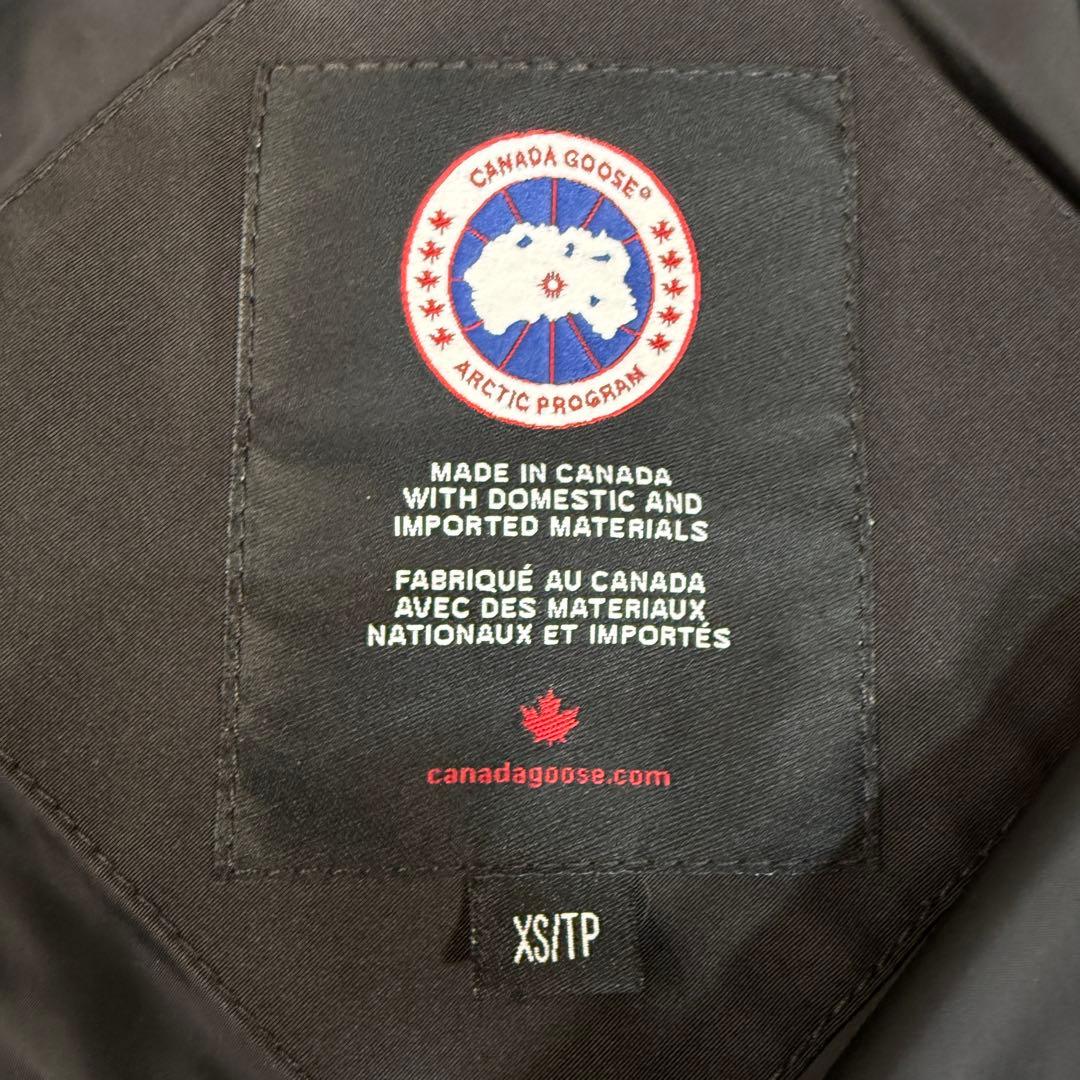 CANADA GOOSE®
ARCTIC PROGRAM
MADE IN CANADA
WITH DOMESTIC AND
IMPORTED MATERIALS
FABRIQUÉ AU CANADA
AVEC DES MATERIAUX
NATIONAUX ET IMPORTÉS
canadagoose.com
XS/TP